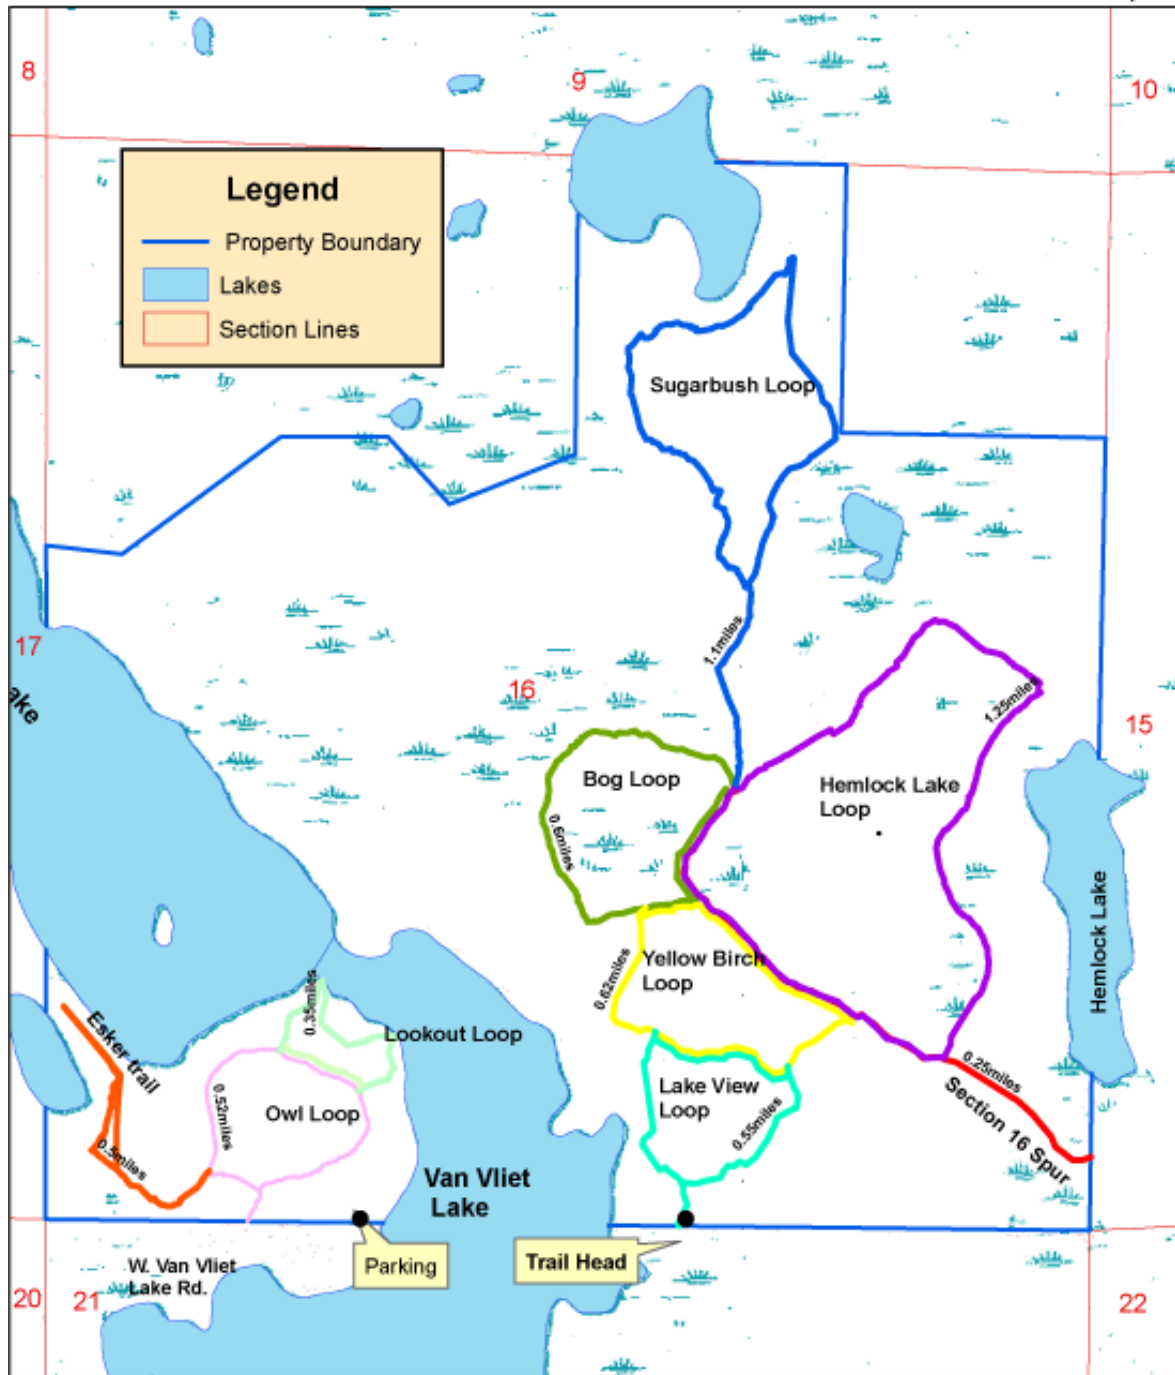 8
9
10
Legend
Property Boundary
Lakes
Section Lines
Sugarbush Loop
17
ake
16
1.1miles
1.25miles
15
Bog Loop
0.6miles
Hemlock Lake
Loop
Hemlock Lake
Yellow Birch
Loop
0.62miles
0.35miles
Lookout Loop
Esker trail
0.5miles
0.52miles
Owl Loop
Lake View
Loop
0.55miles
0.25miles
Section 16 Spur
Van Vliet
Lake
Parking
Trail Head
W. Van Vliet
Lake Rd.
20
21
22